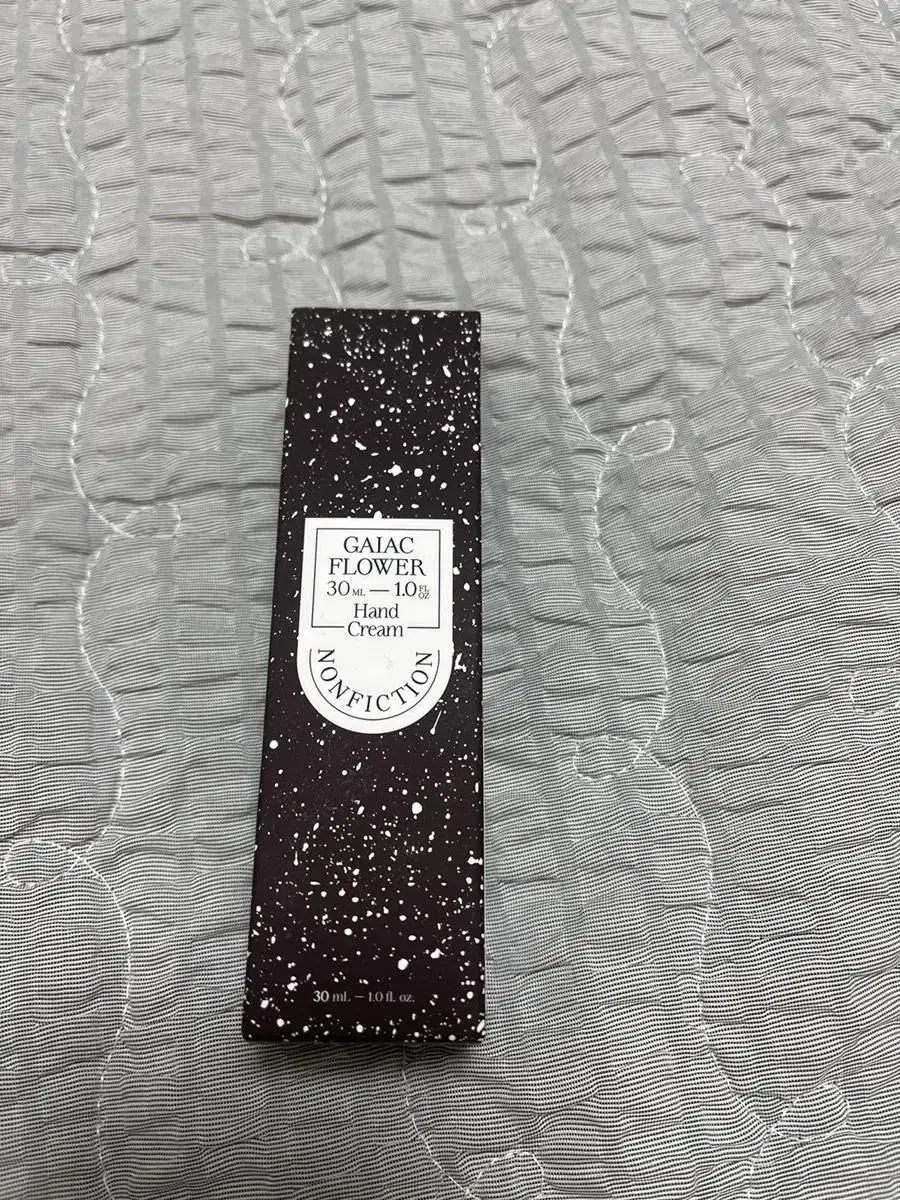 GAIAC
FLOWER
30 ML — 1.0 FL OZ
Hand
Cream
NONFICTION
30 mL — 1.0 fl. oz.